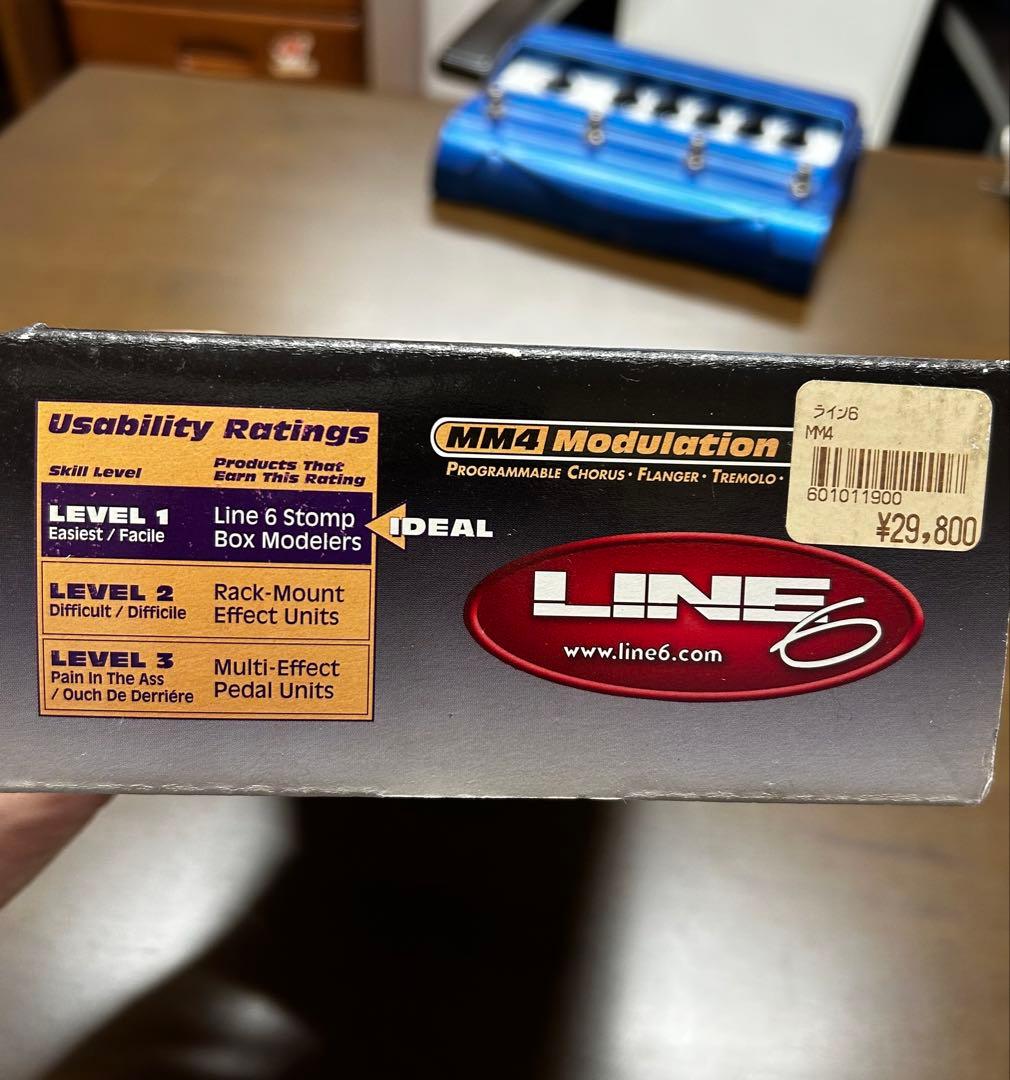 Usability Ratings
Skill Level
Products That
Earn This Rating
LEVEL 1
Easiest / Facile
Line 6 Stomp
Box Modelers
IDEAL
LEVEL 2
Difficult / Difficile
Rack-Mount
Effect Units
LEVEL 3
Pain In The Ass
/ Ouch De Derriére
Multi-Effect
Pedal Units
MM4 Modulation
PROGRAMMABLE CHORUS · FLANGER · TREMOLO ·
LINE 6
www.line6.com
ライン6
MM4
601011900
¥29,800